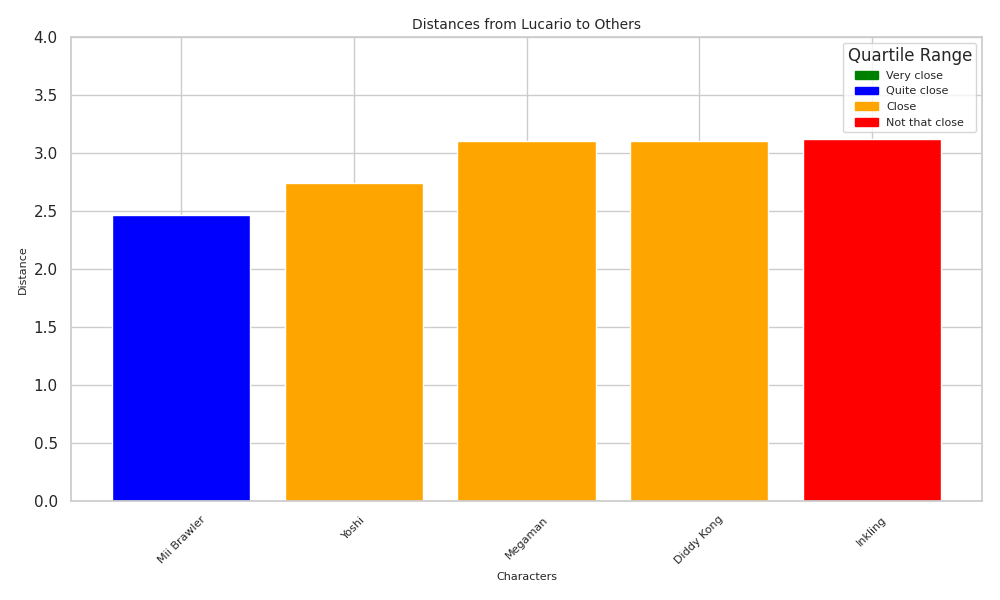 Distances from Lucario to Others
4.0
3.5
3.0
2.5
2.0
1.5
1.0
0.5
0.0
Distance
Quartile Range
Very close
Quite close
Close
Not that close
Mii Brawler
Yoshi
Megaman
Diddy Kong
Inkling
Characters